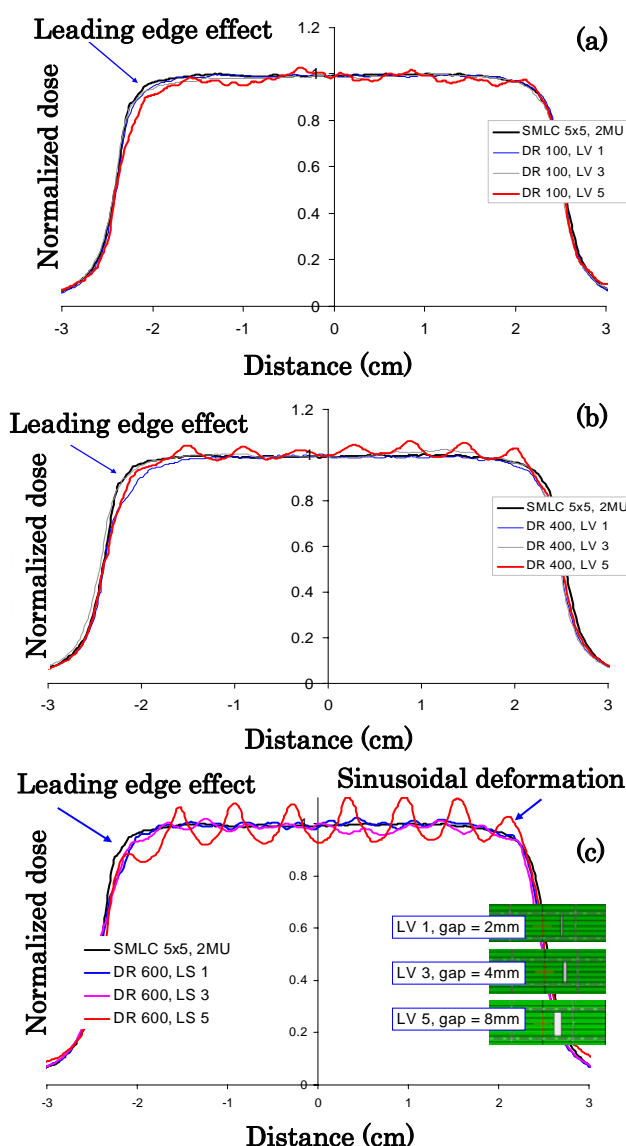 Leading edge effect
(a)
Normalized dose
1.2
1
0.8
0.6
0.4
0.2
0
SMLC 5x5, 2MU
DR 100, LV 1
DR 100, LV 3
DR 100, LV 5
-3 -2 -1 0 1 2 3
Distance (cm)
Leading edge effect
(b)
Normalized dose
1.2
1
0.8
0.6
0.4
0.2
0
SMLC 5x5, 2MU
DR 400, LV 1
DR 400, LV 3
DR 400, LV 5
-3 -2 -1 0 1 2 3
Distance (cm)
Leading edge effect
Sinusoidal deformation
(c)
Normalized dose
1
0.8
0.6
0.4
0.2
0
SMLC 5x5, 2MU
DR 600, LS 1
DR 600, LS 3
DR 600, LS 5
LV 1, gap = 2mm
LV 3, gap = 4mm
LV 5, gap = 8mm
-3 -2 -1 0 1 2 3
Distance (cm)